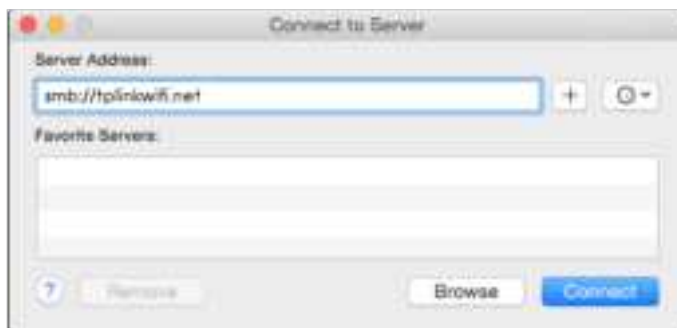 Connect to Server
Server Address:
smb://tplinkwifi.net
+
Favorite Servers:
? Remove Browse Connect